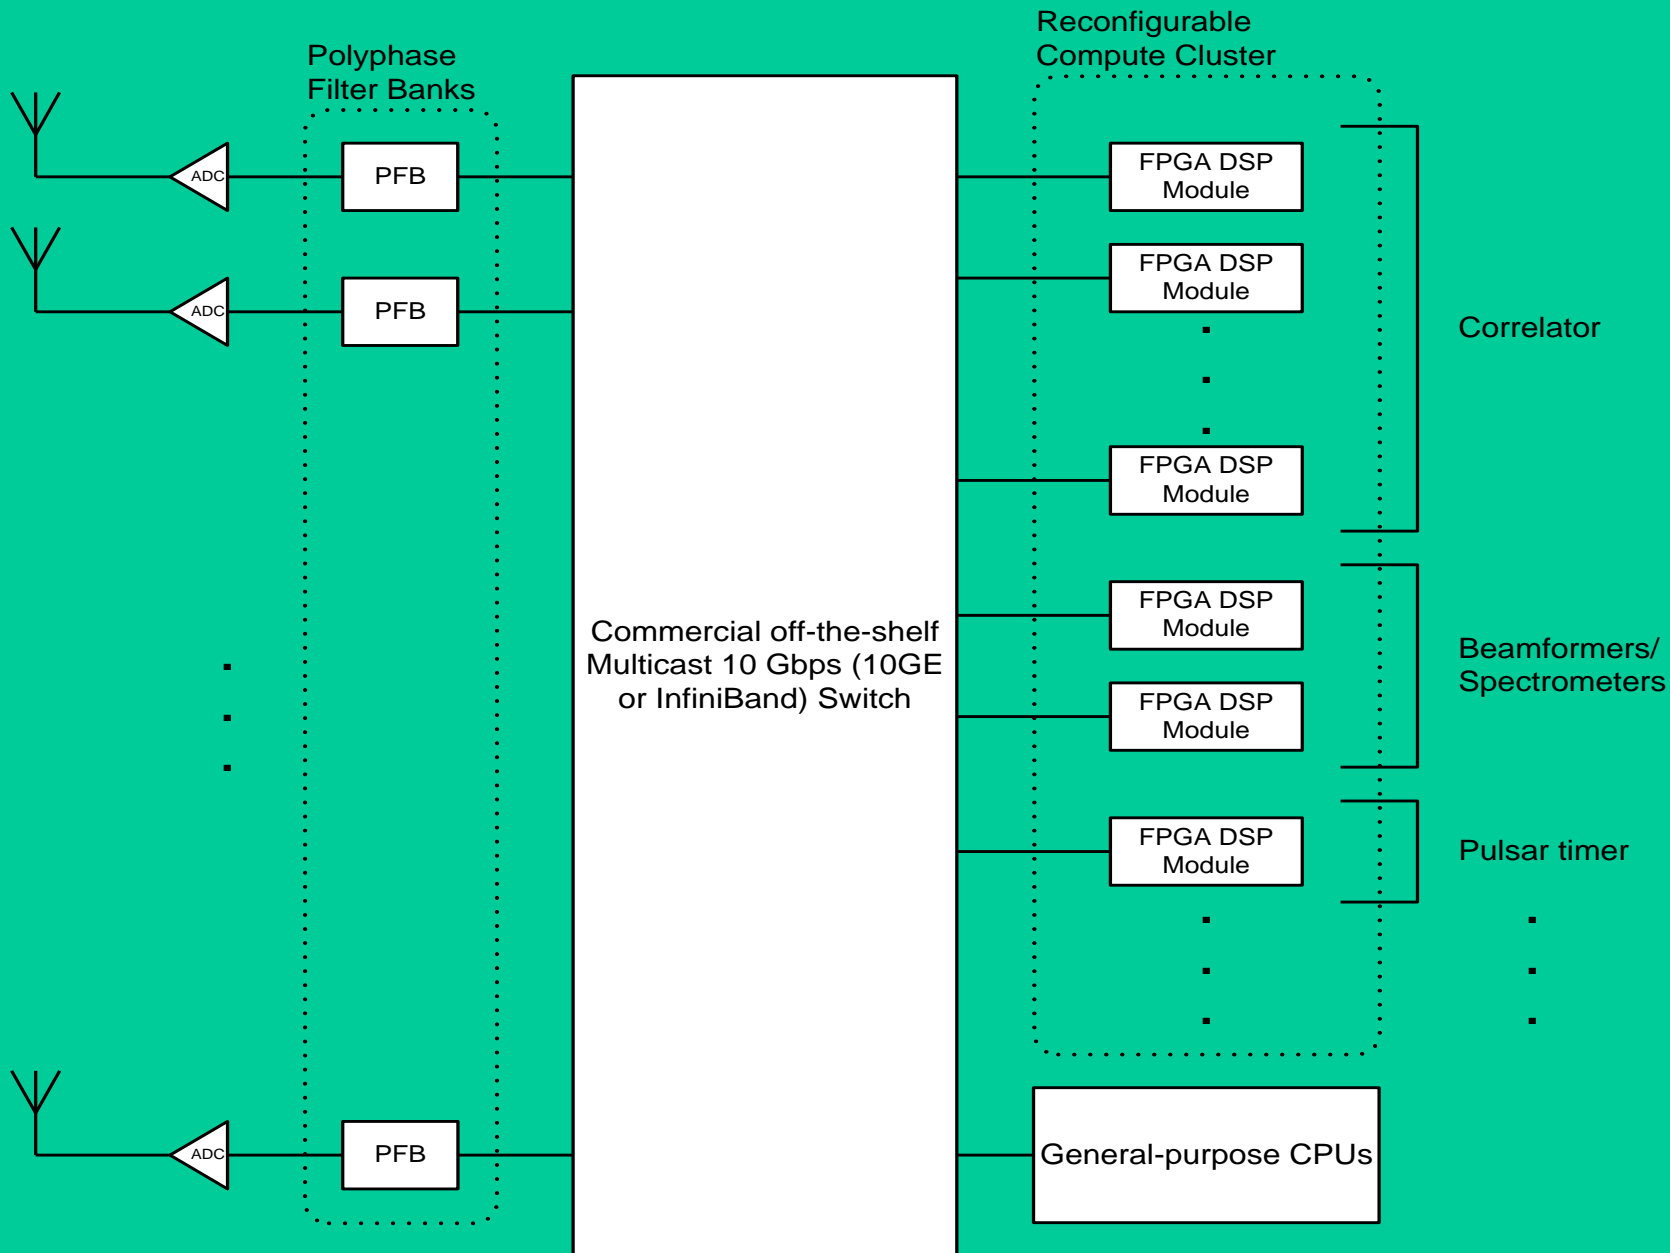 Reconfigurable
Compute Cluster
Polyphase
Filter Banks
ADC
PFB
FPGA DSP
Module
ADC
PFB
FPGA DSP
Module
Correlator
FPGA DSP
Module
Commercial off-the-shelf
Multicast 10 Gbps (10GE
or InfiniBand) Switch
FPGA DSP
Module
Beamformers/
Spectrometers
FPGA DSP
Module
FPGA DSP
Module
Pulsar timer
ADC
PFB
General-purpose CPUs